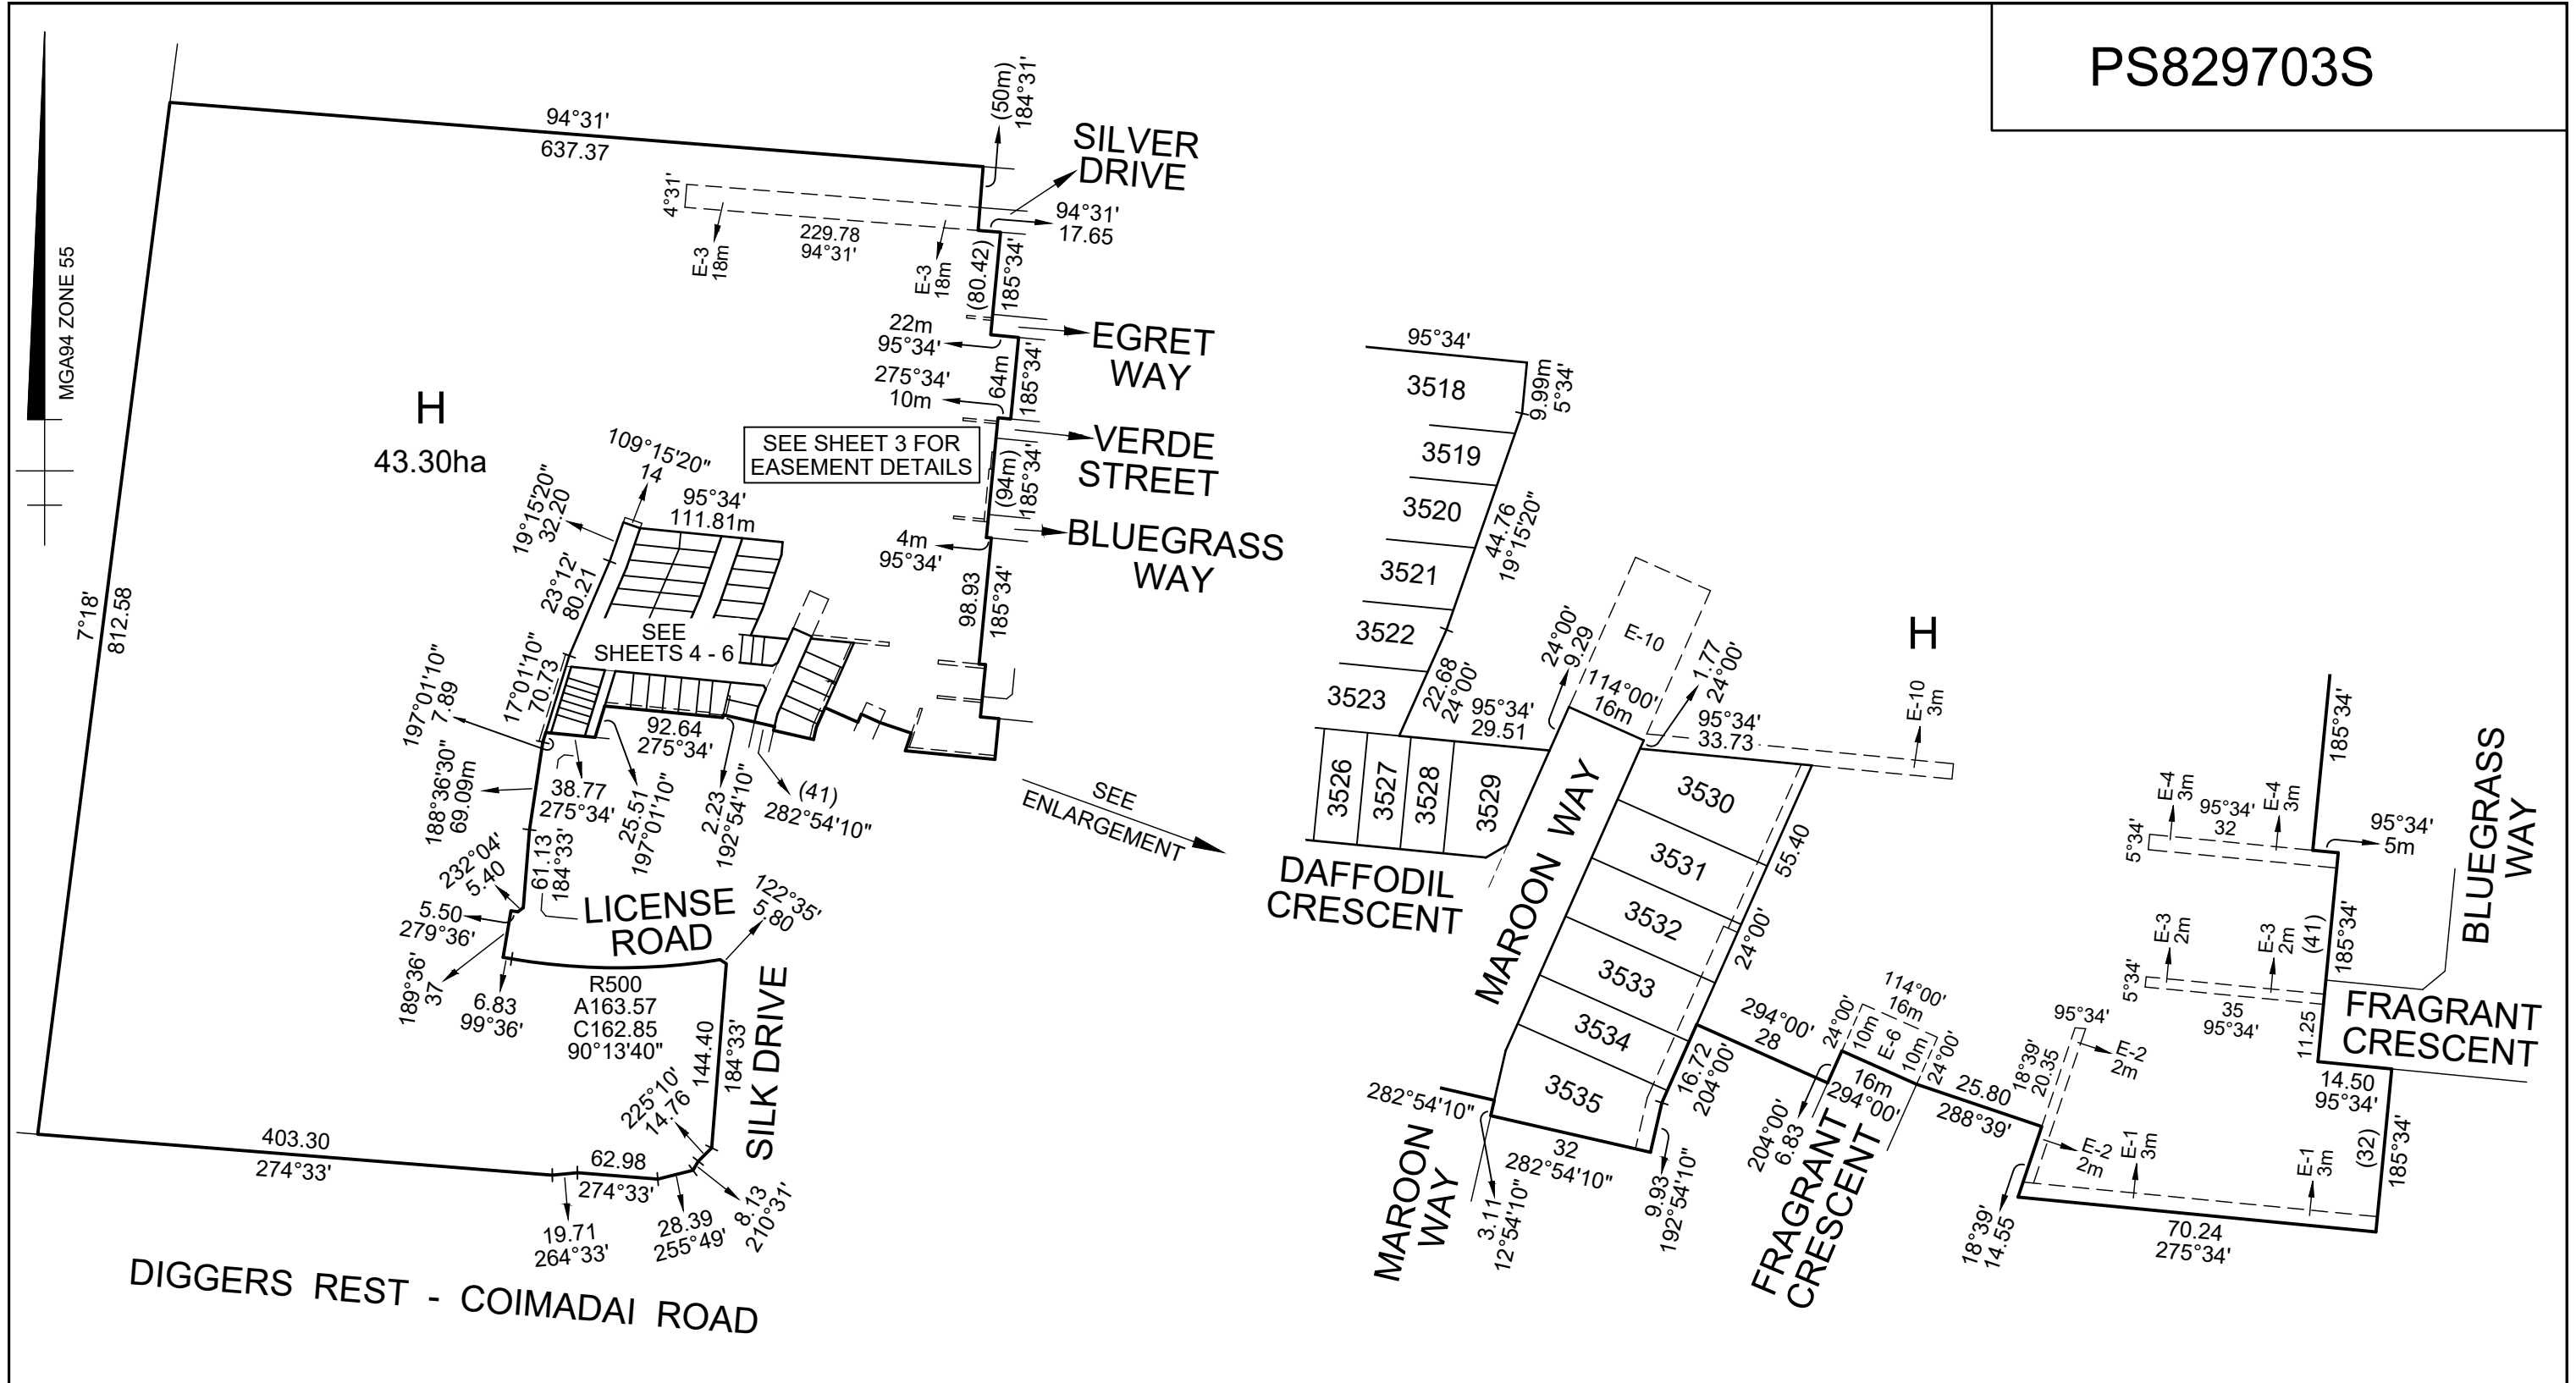 PS829703S
MGA94 ZONE 55
94°31'
637.37
(50m)
184°31'
SILVER
DRIVE
94°31'
17.65
4°31'
E-3
18m
229.78
94°31'
E-3
18m
(80.42)
185°34'
22m
95°34'
EGRET
WAY
64m
185°34'
275°34'
10m
VERDE
STREET
(94m)
185°34'
SEE SHEET 3 FOR
EASEMENT DETAILS
BLUEGRASS
WAY
4m
95°34'
98.93
185°34'
H
43.30ha
7°18'
812.58
109°15'20"
14
95°34'
111.81m
19°15'20"
32.20
23°12'
80.21
SEE
SHEETS 4 - 6
17°01'10"
70.73
197°01'10"
7.89
188°36'30"
69.09m
92.64
275°34'
38.77
275°34'
25.51
197°01'10"
2.23
192°54'10"
(41)
282°54'10"
61.13
184°33'
232°04'
5.40
5.50
279°36'
189°36'
37
6.83
99°36'
LICENSE
ROAD
122°35'
5.80
R500
A163.57
C162.85
90°13'40"
144.40
184°33'
SILK DRIVE
225°10'
14.76
403.30
274°33'
62.98
274°33'
19.71
264°33'
28.39
255°49'
8.13
210°31'
DIGGERS REST - COIMADAI ROAD
SEE
ENLARGEMENT
95°34'
3518
9.99m
5°34'
3519
3520
44.76
19°15'20"
3521
3522
3523
22.68
24°00'
95°34'
29.51
24°00'
9.29
E-10
114°00'
16m
1.77
24°00'
95°34'
33.73
E-10
3m
H
3526
3527
3528
3529
DAFFODIL
CRESCENT
MAROON WAY
3530
3531
3532
3533
3534
3535
55.40
24°00'
16.72
204°00'
282°54'10"
MAROON
WAY
3.11
12°54'10"
32
282°54'10"
9.93
192°54'10"
294°00'
28
24°00'
10m
E-6
114°00'
16m
10m
24°00'
16m
294°00'
204°00'
6.83
FRAGRANT
CRESCENT
25.80
288°39'
18°39'
20.35
95°34'
E-2
2m
E-2
2m
E-1
3m
18°39'
14.55
70.24
275°34'
E-1
3m
(32)
185°34'
14.50
95°34'
11.25
FRAGRANT
CRESCENT
5°34'
E-3
2m
35
95°34'
E-3
2m
(41)
185°34'
5°34'
E-4
3m
95°34'
32
E-4
3m
95°34'
5m
185°34'
BLUEGRASS
WAY